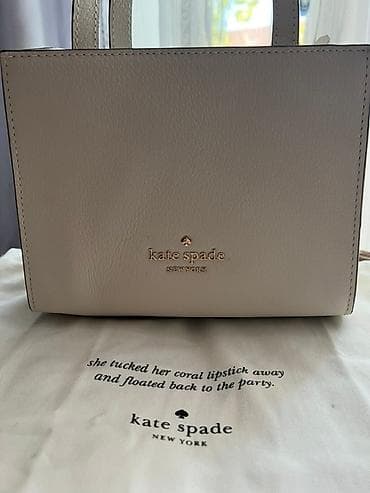 kate spade
NEW YORK
she tucked her coral lipstick away
and floated back to the party.
kate spade
NEW YORK